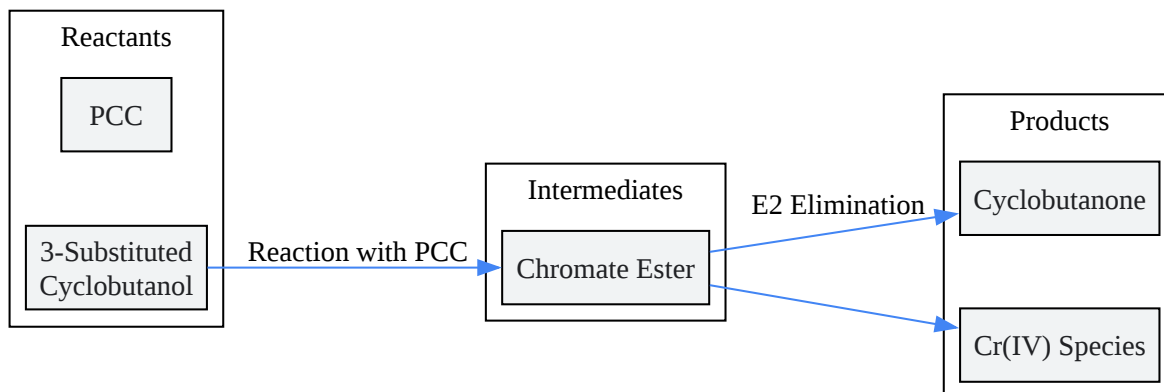 Reactants
PCC
3-Substituted
Cyclobutanol
Reaction with PCC
Intermediates
Chromate Ester
E2 Elimination
Products
Cyclobutanone
Cr(IV) Species